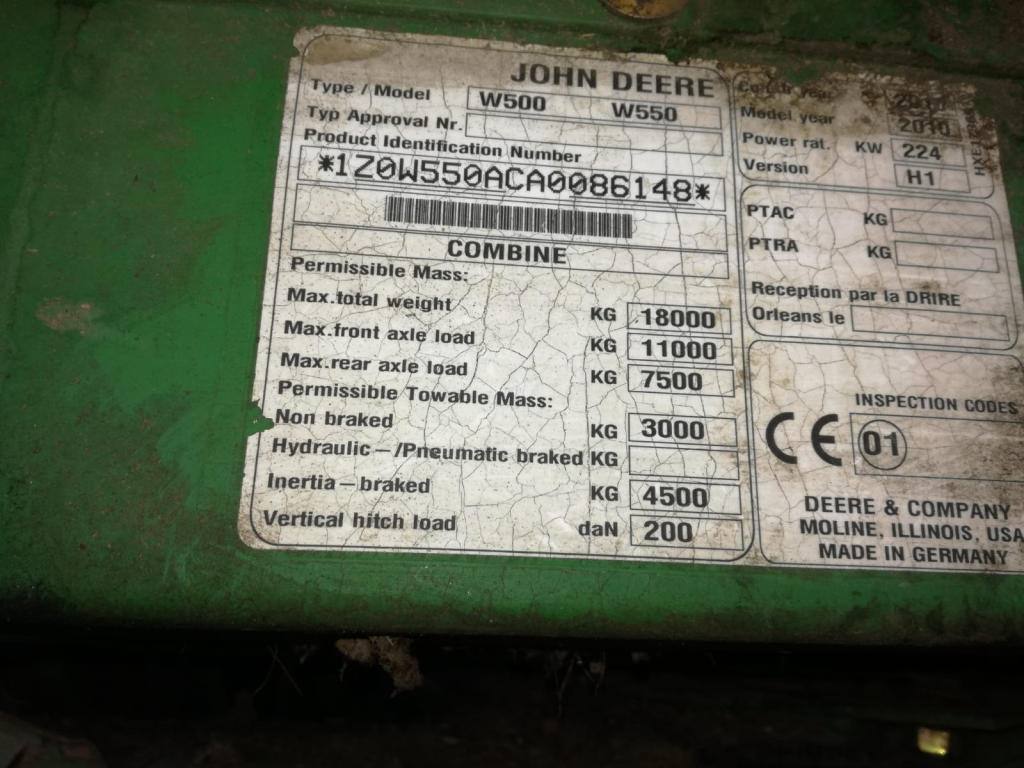 JOHN DEERE
Type / Model W500 W550
Typ Approval Nr.
Product Identification Number
*1Z0W550ACA0086148*
COMBINE
Permissible Mass:
Max.total weight KG 18000
Max.front axle load KG 11000
Max.rear axle load KG 7500
Permissible Towable Mass:
Non braked KG 3000
Hydraulic-/Pneumatic braked KG
Inertia-braked KG 4500
Vertical hitch load daN 200
year
Model year 2010
Power rat. KW 224
Version H1
PTAC KG
PTRA KG
Reception par la DRIRE
Orleans le
INSPECTION CODES
CE 01
DEERE & COMPANY
MOLINE, ILLINOIS, USA
MADE IN GERMANY